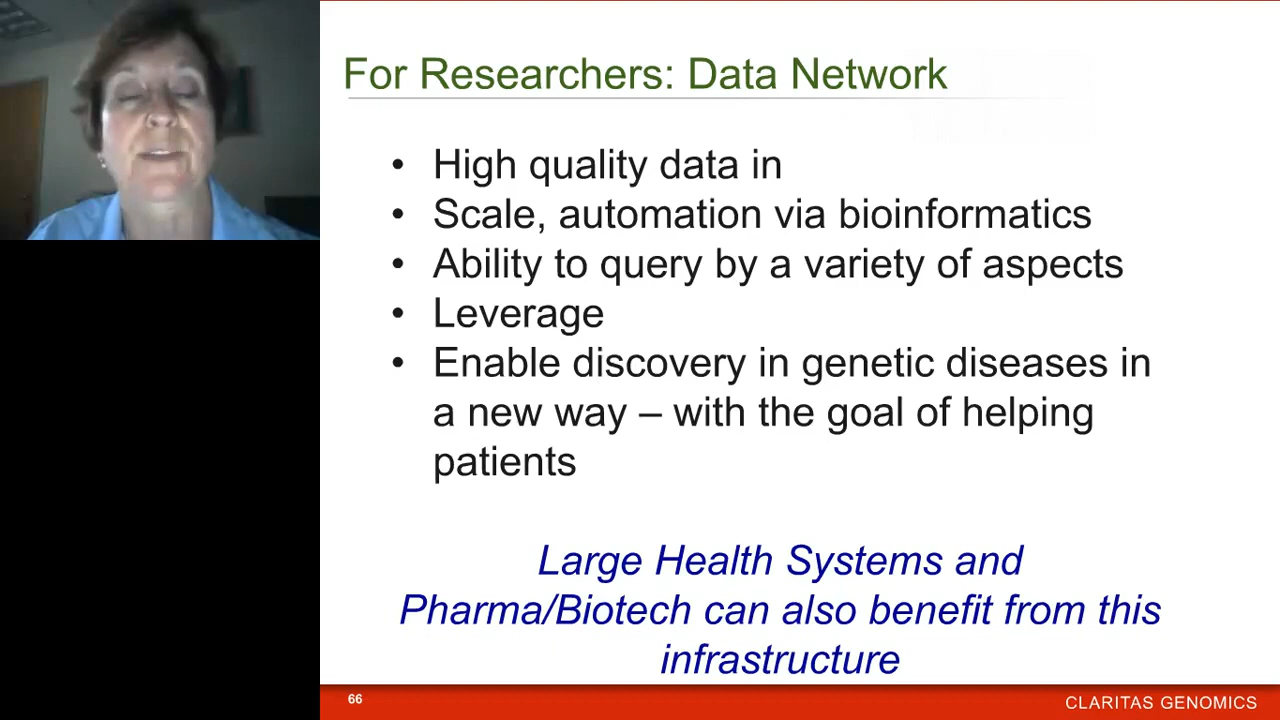 For Researchers: Data Network
• High quality data in
• Scale, automation via bioinformatics
• Ability to query by a variety of aspects
• Leverage
• Enable discovery in genetic diseases in
a new way – with the goal of helping
patients
Large Health Systems and
Pharma/Biotech can also benefit from this
infrastructure
66
CLARITAS GENOMICS